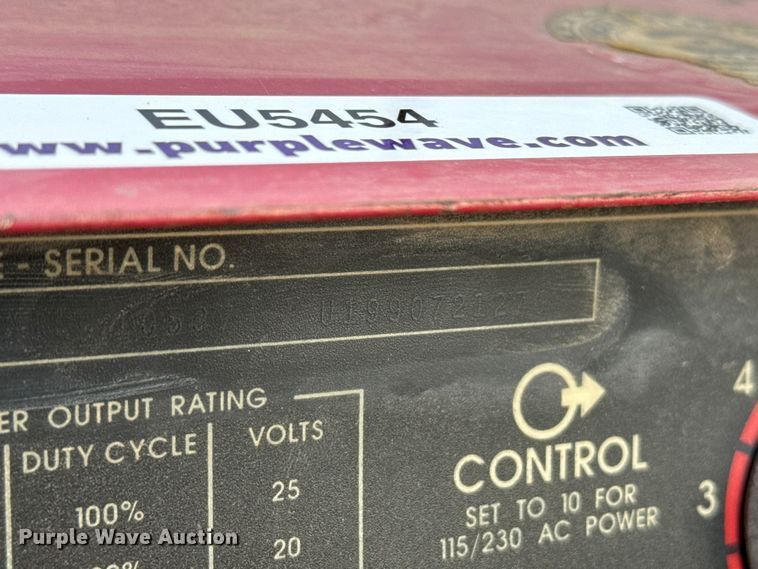 EU5454
www.purplewave.com
- SERIAL NO.
U199072127
ER OUTPUT RATING
DUTY CYCLE VOLTS
100% 25
20
CONTROL
SET TO 10 FOR
115/230 AC POWER
4
3
Purple Wave Auction®